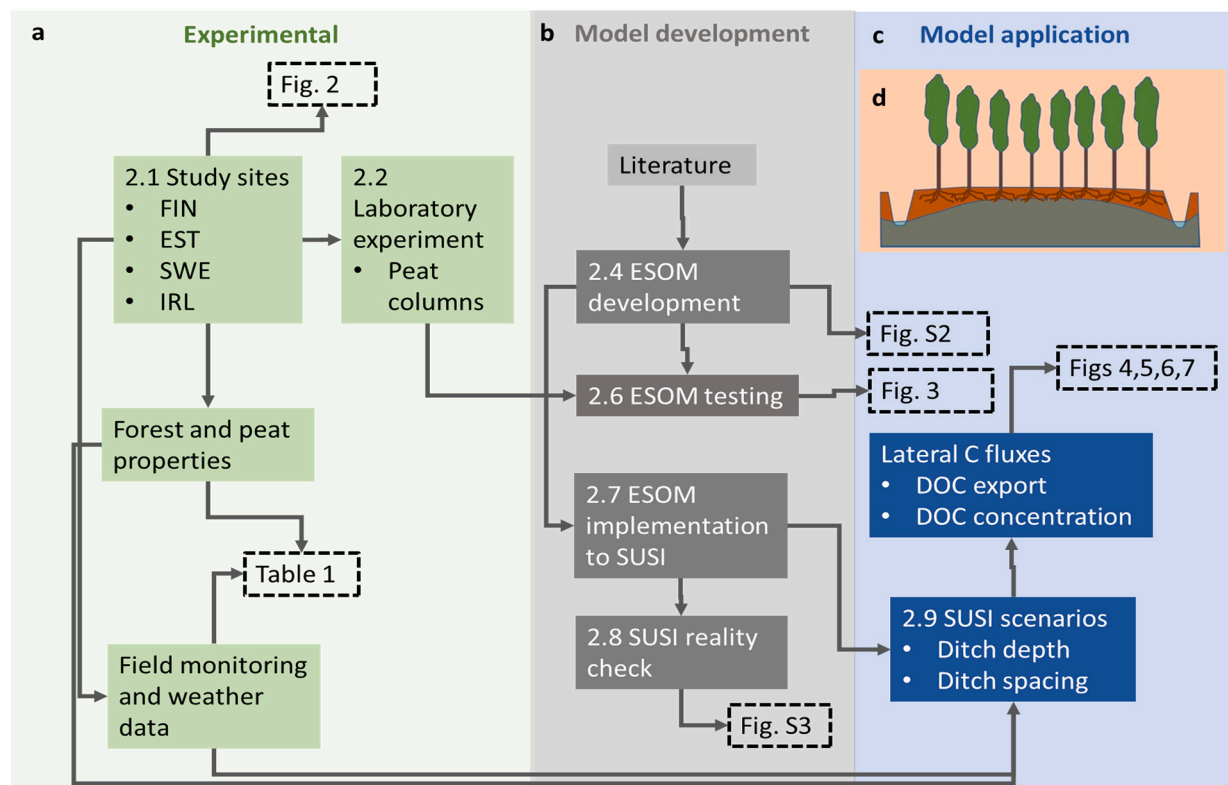 a
Experimental
Fig. 2
2.1 Study sites
• FIN
• EST
• SWE
• IRL
2.2
Laboratory
experiment
• Peat
columns
Forest and peat
properties
Table 1
Field monitoring
and weather
data
b
Model development
Literature
2.4 ESOM
development
2.6 ESOM testing
2.7 ESOM
implementation
to SUSI
2.8 SUSI reality
check
Fig. S3
c
Model application
d
Fig. S2
Fig. 3
Figs 4,5,6,7
Lateral C fluxes
• DOC export
• DOC concentration
2.9 SUSI scenarios
• Ditch depth
• Ditch spacing